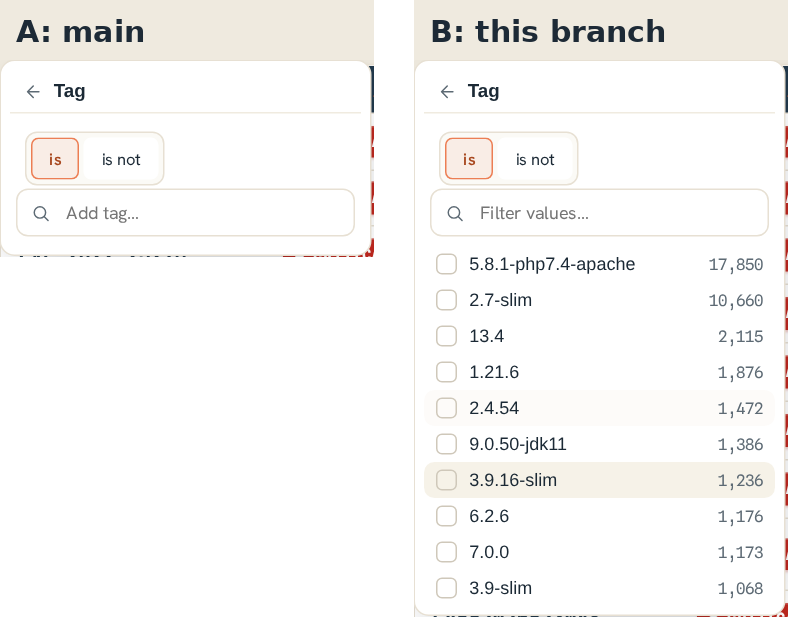 A: main
Tag
is
is not
Add tag...
B: this branch
Tag
is
is not
Filter values...
5.8.1-php7.4-apache 17,850
2.7-slim 10,660
13.4 2,115
1.21.6 1,876
2.4.54 1,472
9.0.50-jdk11 1,386
3.9.16-slim 1,236
6.2.6 1,176
7.0.0 1,173
3.9-slim 1,068